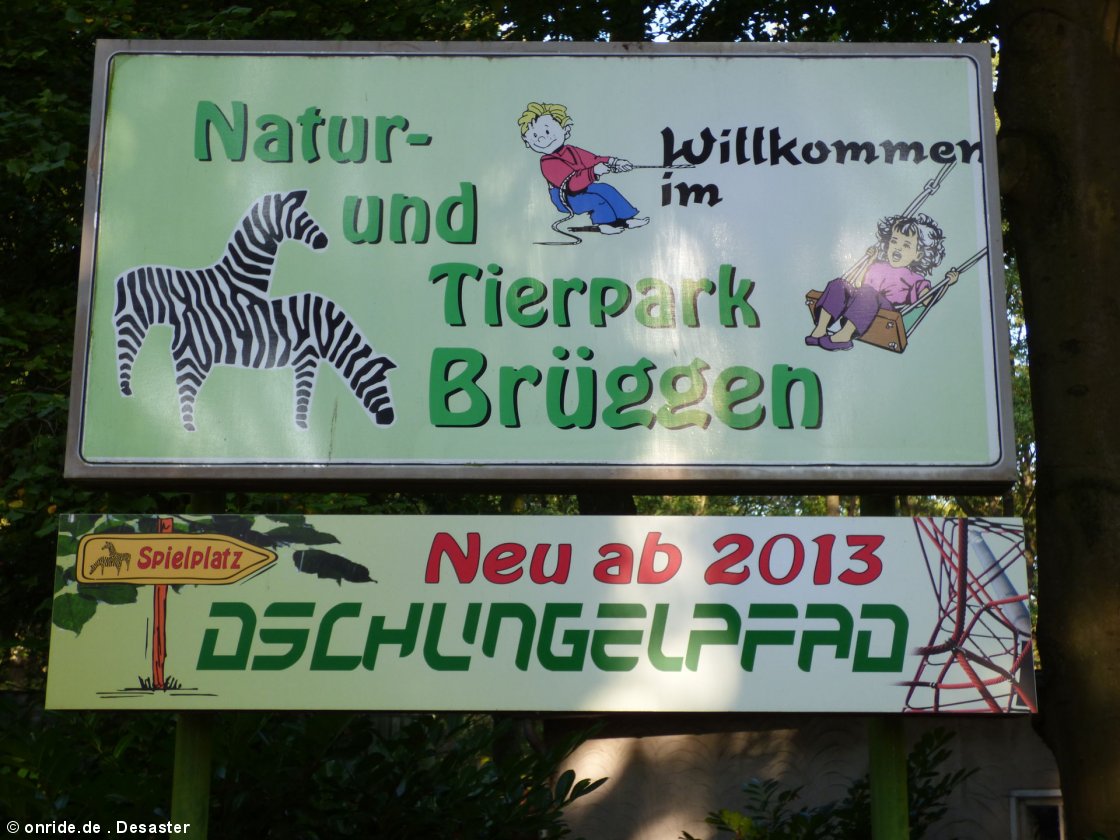 Willkommen
im
Natur-
und
Tierpark
Brüggen
Spielplatz
Neu ab 2013
DSCHUNGELPFAD
© onride.de . Desaster